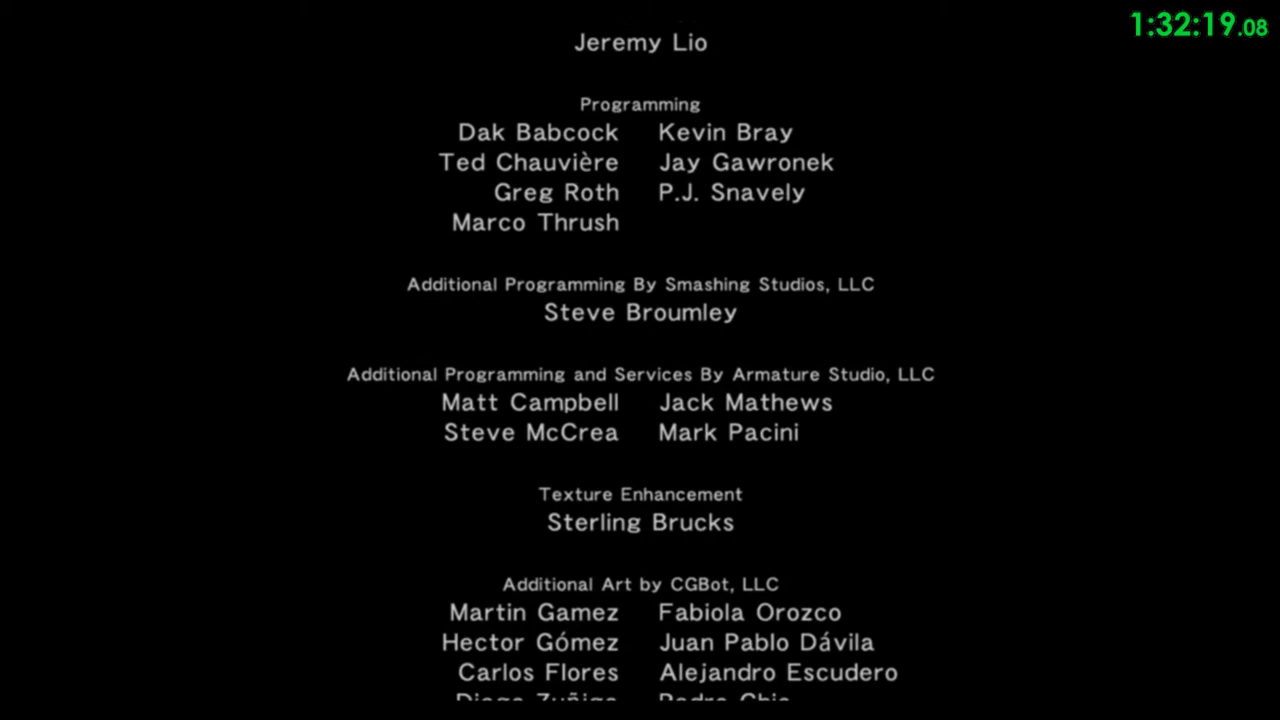 1:32:19.08
Jeremy Lio
Programming
Dak Babcock Kevin Bray
Ted Chauvière Jay Gawronek
Greg Roth P.J. Snavely
Marco Thrush
Additional Programming By Smashing Studios, LLC
Steve Broumley
Additional Programming and Services By Armature Studio, LLC
Matt Campbell Jack Mathews
Steve McCrea Mark Pacini
Texture Enhancement
Sterling Brucks
Additional Art by CGBot, LLC
Martin Gamez Fabiola Orozco
Hector Gómez Juan Pablo Dávila
Carlos Flores Alejandro Escudero